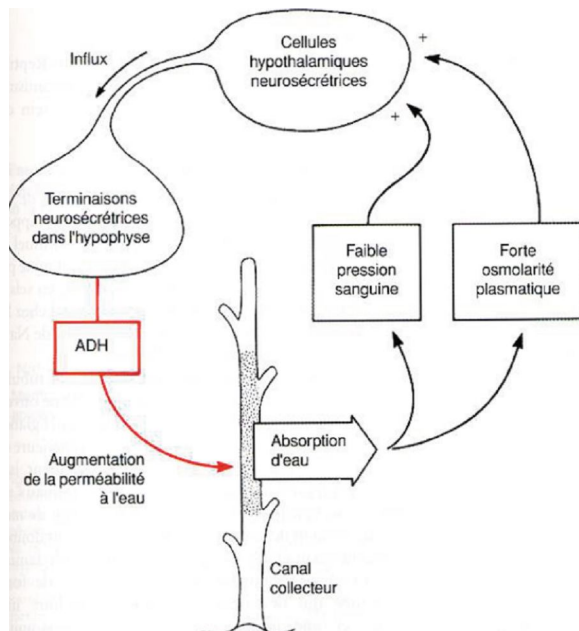 Influx
Cellules
hypothalamiques
neurosécrétrices
+
+
Terminaisons
neurosécrétrices
dans l'hypophyse
Faible
pression
sanguine
Forte
osmolarité
plasmatique
ADH
Absorption
d'eau
Augmentation
de la perméabilité
à l'eau
Canal
collecteur